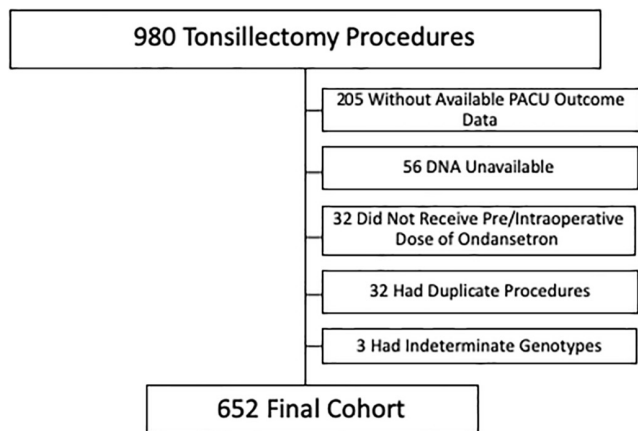 980 Tonsillectomy Procedures
205 Without Available PACU Outcome
Data
56 DNA Unavailable
32 Did Not Receive Pre/Intraoperative
Dose of Ondansetron
32 Had Duplicate Procedures
3 Had Indeterminate Genotypes
652 Final Cohort